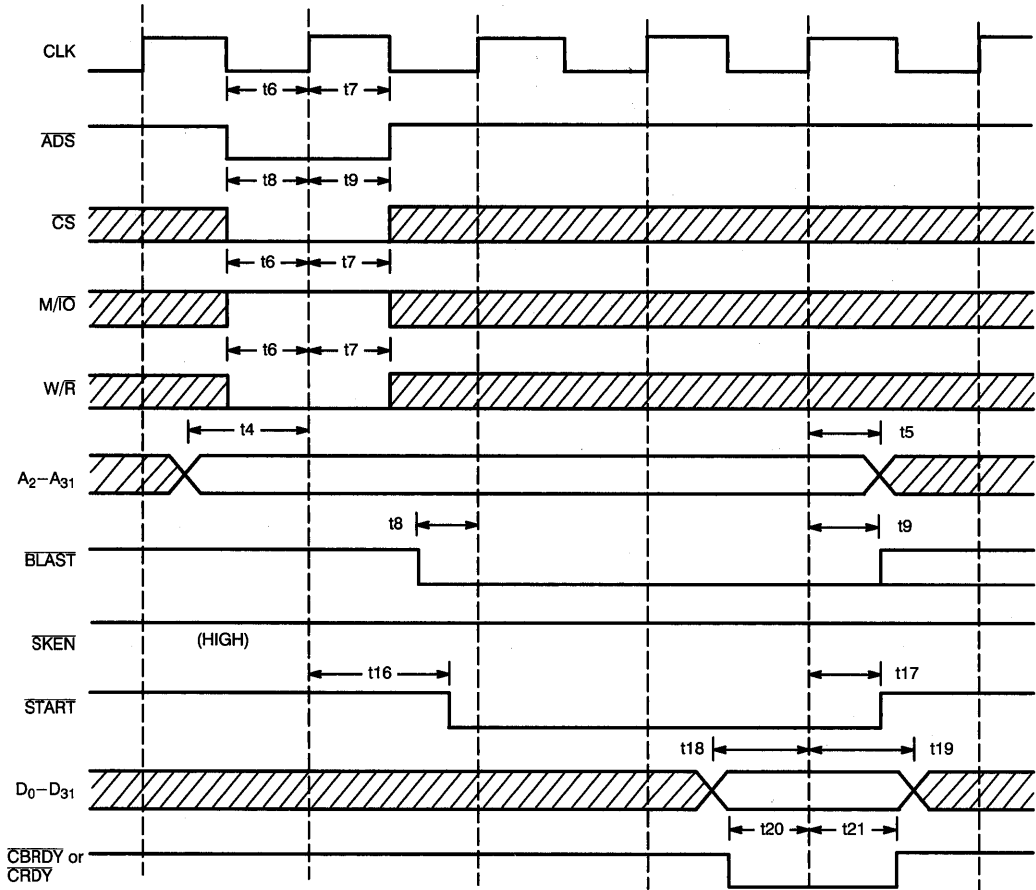 CLK
t6 t7
ADS
t8 t9
CS
t6 t7
M/IO
t6 t7
W/R
t4 t5
A2–A31
t8 t9
BLAST
SKEN (HIGH)
t16 t17
START
t18 t19
D0–D31
t20 t21
CBRDY or
CRDY